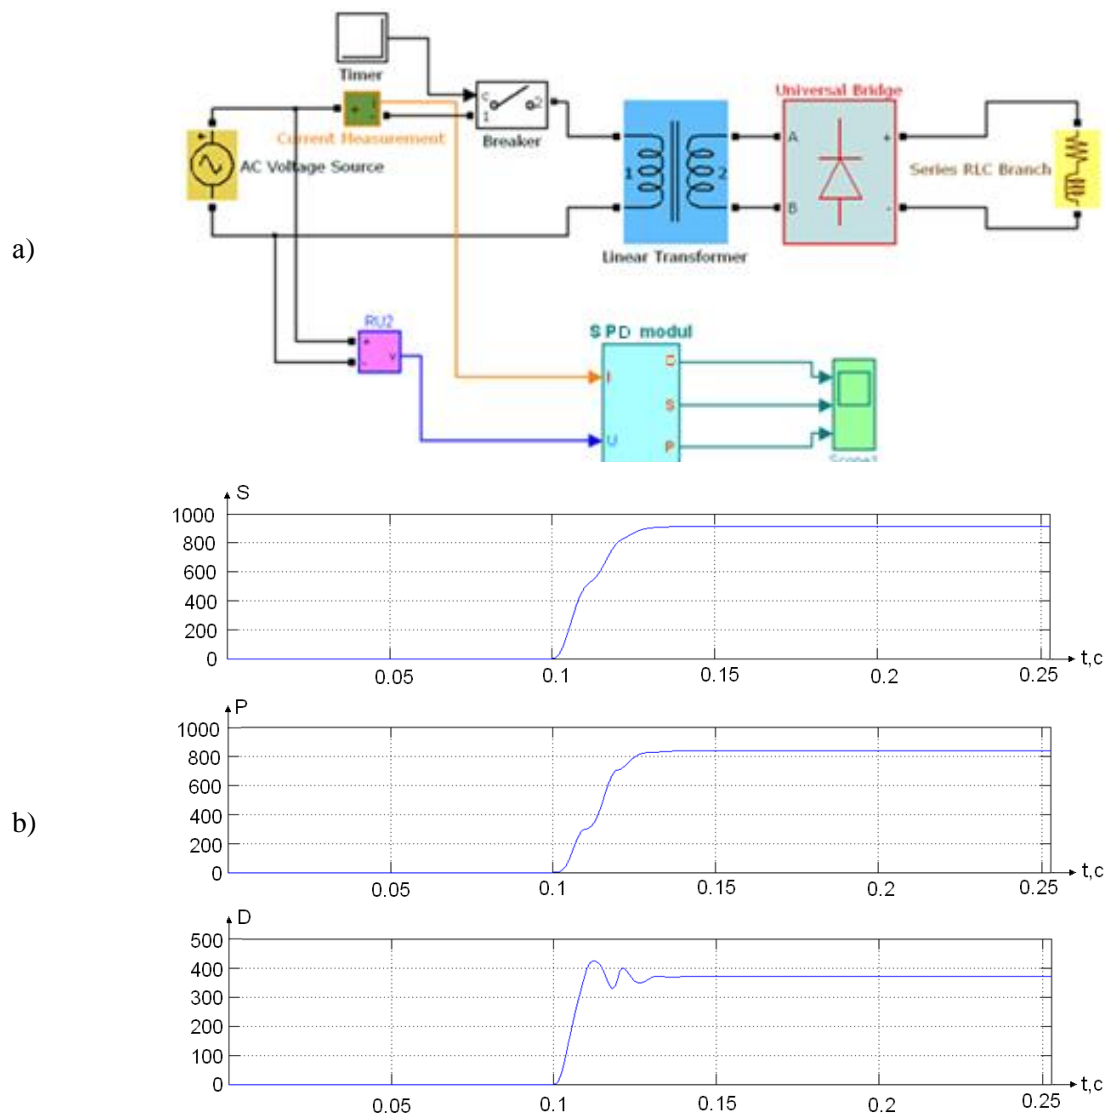 a)
Timer
c
1
2
Breaker
+
-
i
Current Measurement
AC Voltage Source
1
2
Linear Transformer
Universal Bridge
A
B
+
-
Series RLC Branch
RU2
+
-
v
SPD modul
I
U
D
S
P
b)
S
1000
800
600
400
200
0
0.05
0.1
0.15
0.2
0.25
t,c
P
1000
800
600
400
200
0
0.05
0.1
0.15
0.2
0.25
t,c
D
500
400
300
200
100
0
0.05
0.1
0.15
0.2
0.25
t,c